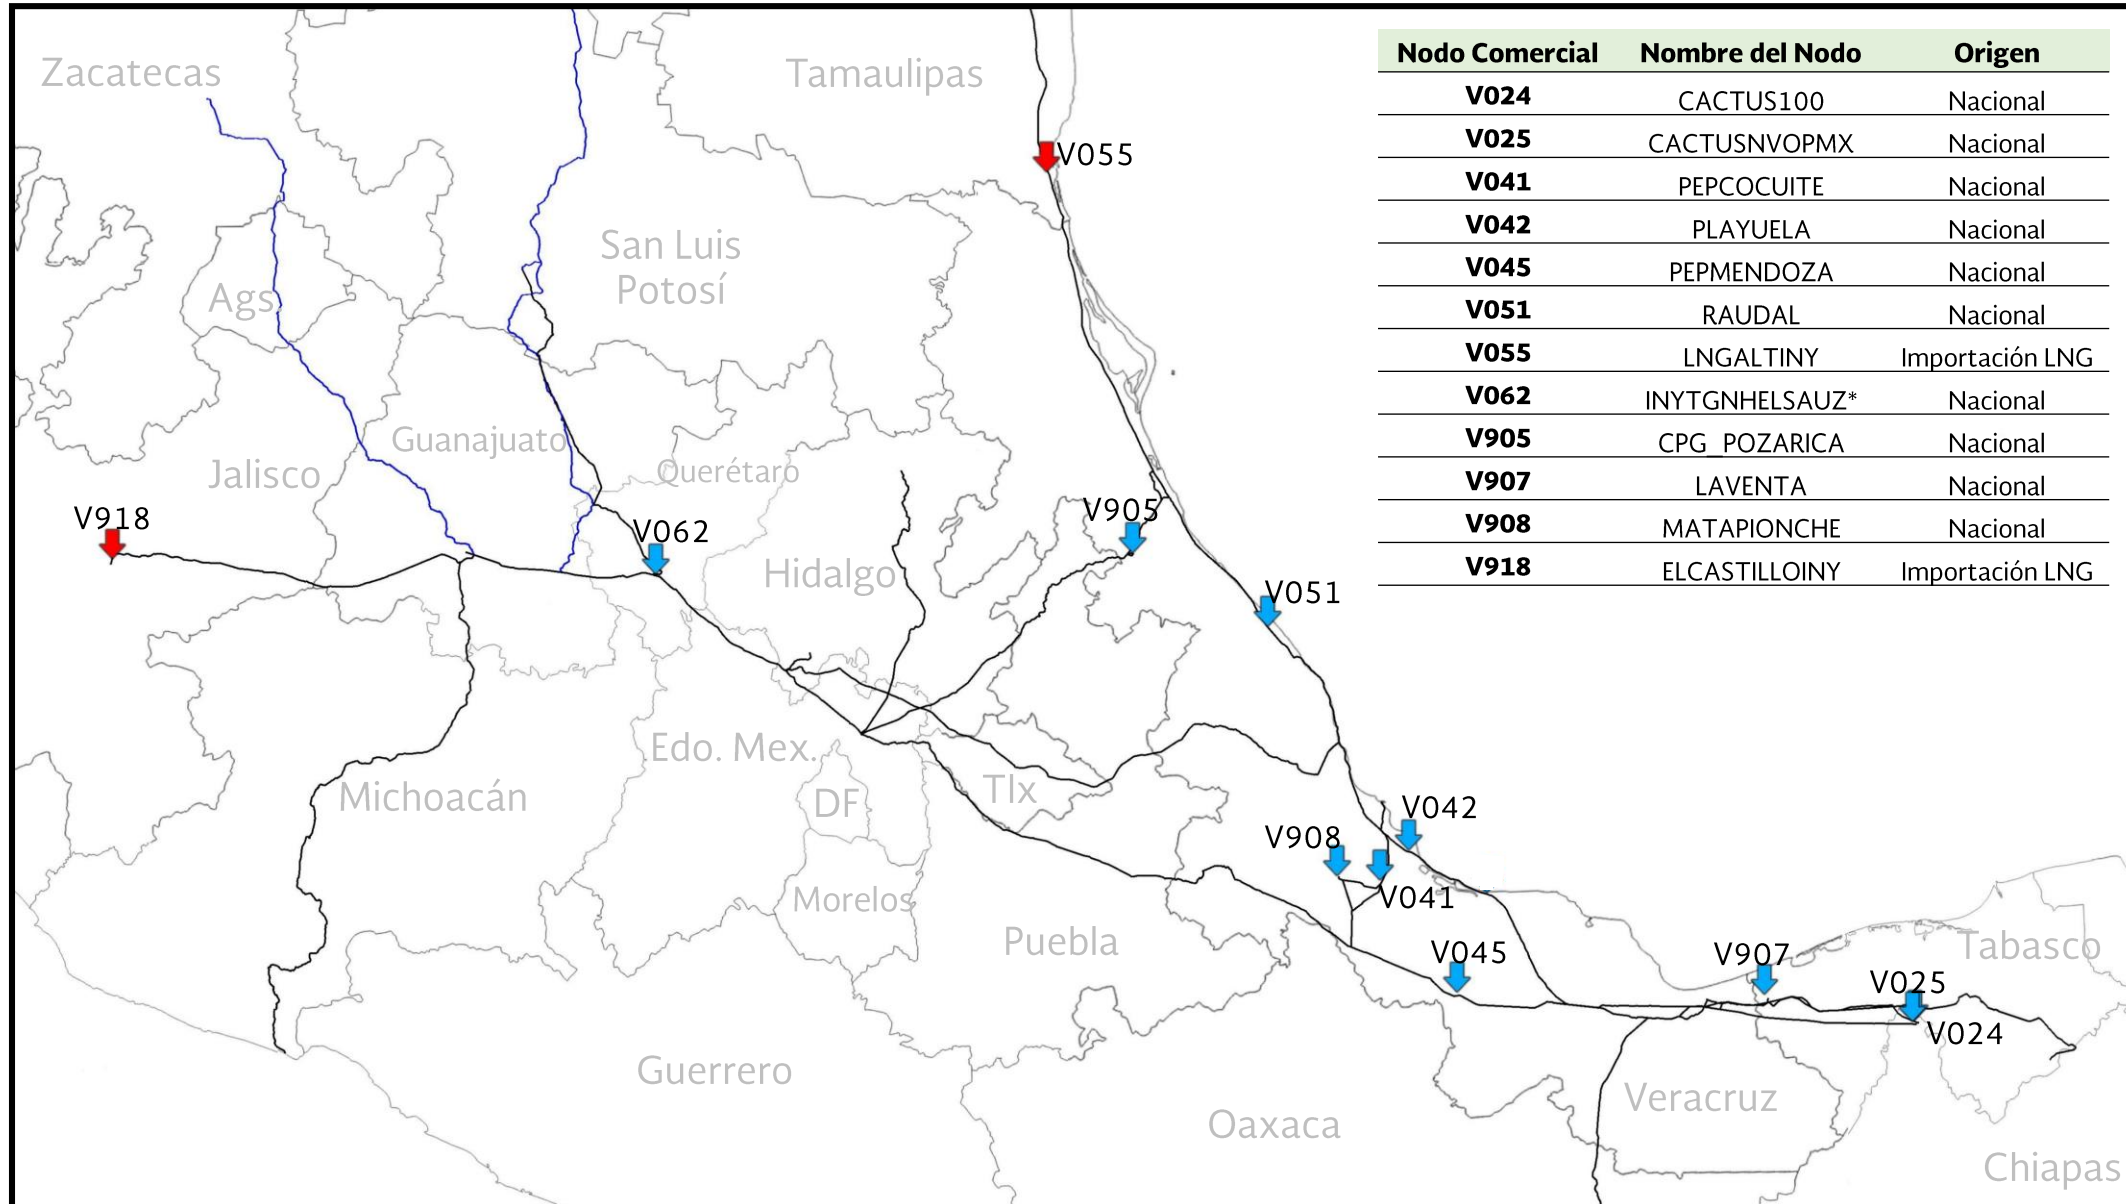 Nodo Comercial Nombre del Nodo Origen
V024 CACTUS100 Nacional
V025 CACTUSNVOPMX Nacional
V041 PEPCOCUITE Nacional
V042 PLAYUELA Nacional
V045 PEPMENDOZA Nacional
V051 RAUDAL Nacional
V055 LNGALTINY Importación LNG
V062 INYTGNHELSAUZ* Nacional
V905 CPG_POZARICA Nacional
V907 LAVENTA Nacional
V908 MATAPIONCHE Nacional
V918 ELCASTILLOINY Importación LNG
Zacatecas
Tamaulipas
V055
San Luis
Potosí
Ags
Guanajuato
Querétaro
Jalisco
V918
V062
V905
Hidalgo
V051
Edo. Mex.
Michoacán
DF
Tlx
V042
V908
V041
Morelos
Puebla
V045
V907
Tabasco
V025
V024
Guerrero
Veracruz
Oaxaca
Chiapas